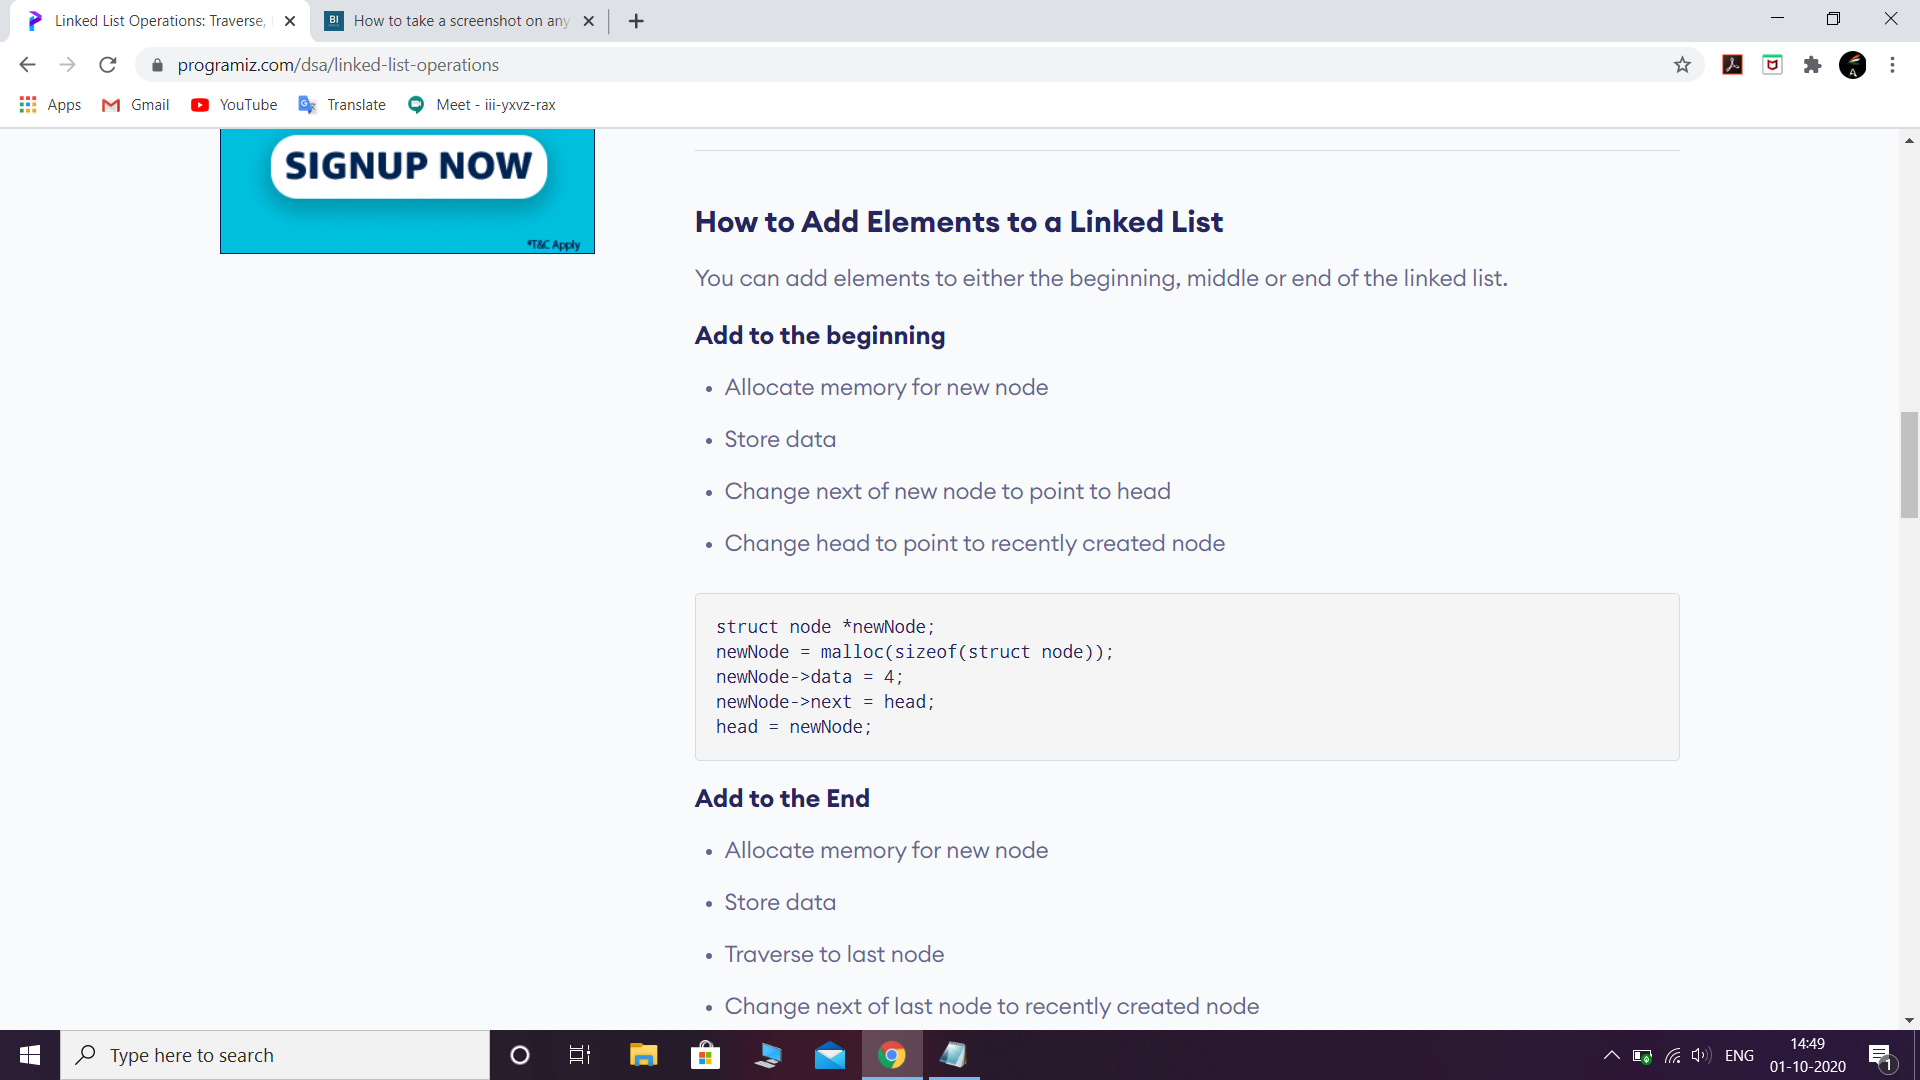 Linked List Operations: Traverse,
How to take a screenshot on any
programiz.com/dsa/linked-list-operations
A
Apps
Gmail
YouTube
Translate
Meet - iii-yxvz-rax
SIGNUP NOW
*T&C Apply
How to Add Elements to a Linked List
You can add elements to either the beginning, middle or end of the linked list.
Add to the beginning
• Allocate memory for new node
• Store data
• Change next of new node to point to head
• Change head to point to recently created node
struct node *newNode;
newNode = malloc(sizeof(struct node));
newNode->data = 4;
newNode->next = head;
head = newNode;
Add to the End
• Allocate memory for new node
• Store data
• Traverse to last node
• Change next of last node to recently created node
Type here to search
ENG
14:49
01-10-2020
1